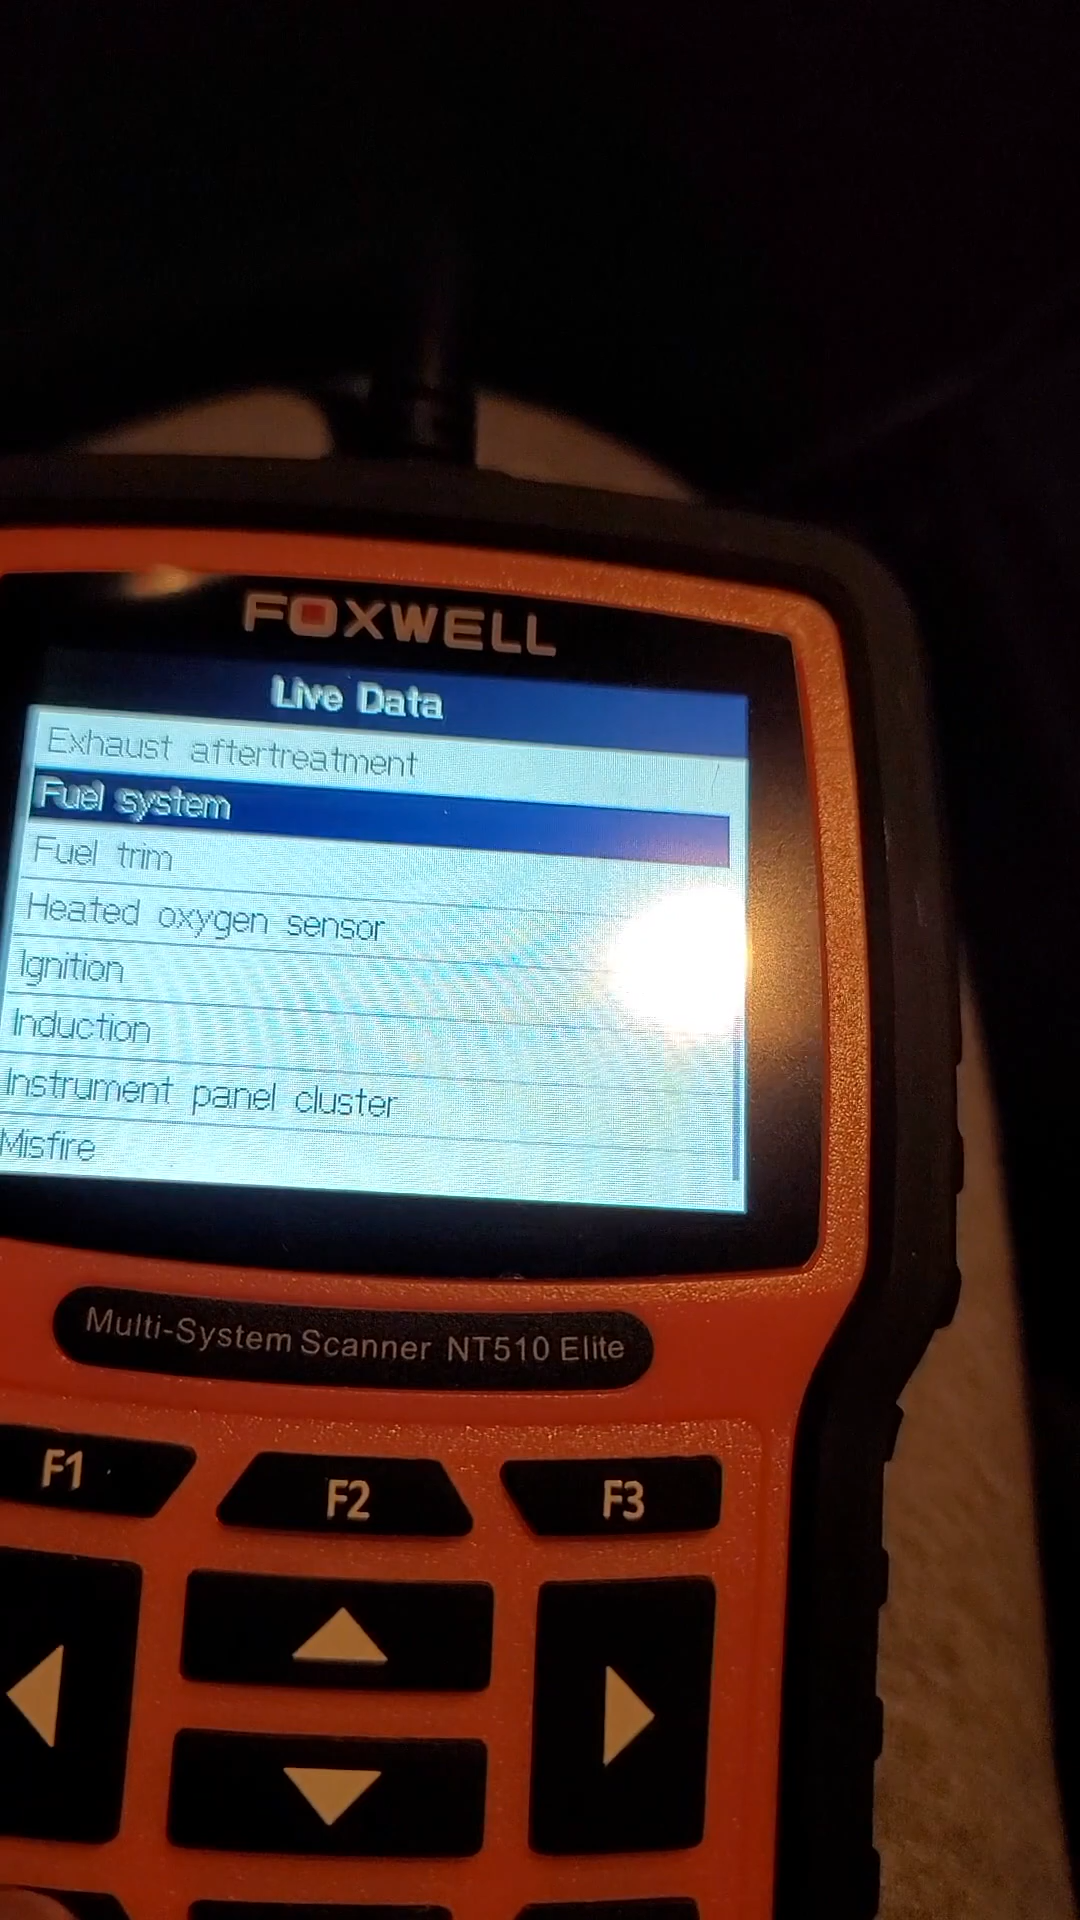 FOXWELL
Live Data
Exhaust aftertreatment
Fuel system
Fuel trim
Heated oxygen sensor
Ignition
Induction
Instrument panel cluster
Misfire
Multi-System Scanner NT510 Elite
F1 F2 F3